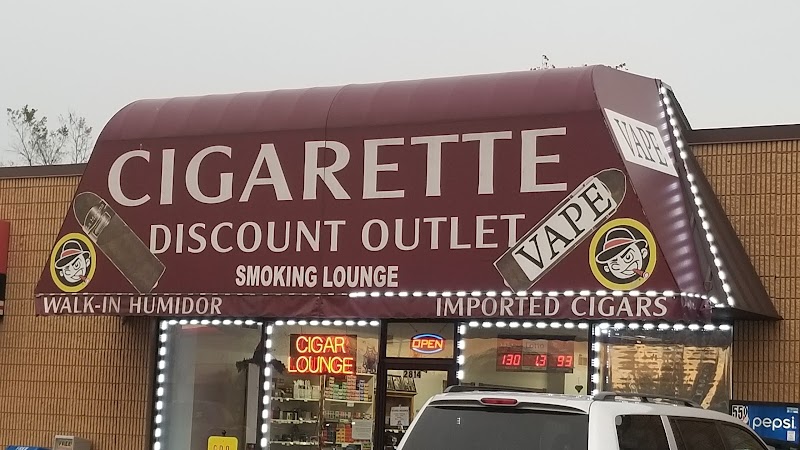 CIGARETTE
DISCOUNT OUTLET
SMOKING LOUNGE
VAPE
VAPE
WALK-IN HUMIDOR
IMPORTED CIGARS
CIGAR
LOUNGE
OPEN
2814
pepsi